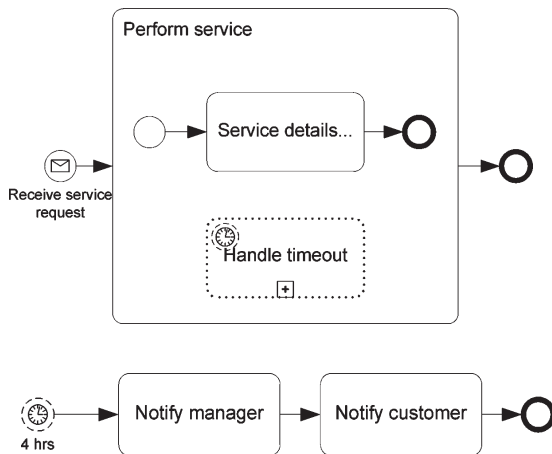 Perform service
Service details...
Receive service
request
Handle timeout
Notify manager
Notify customer
4 hrs